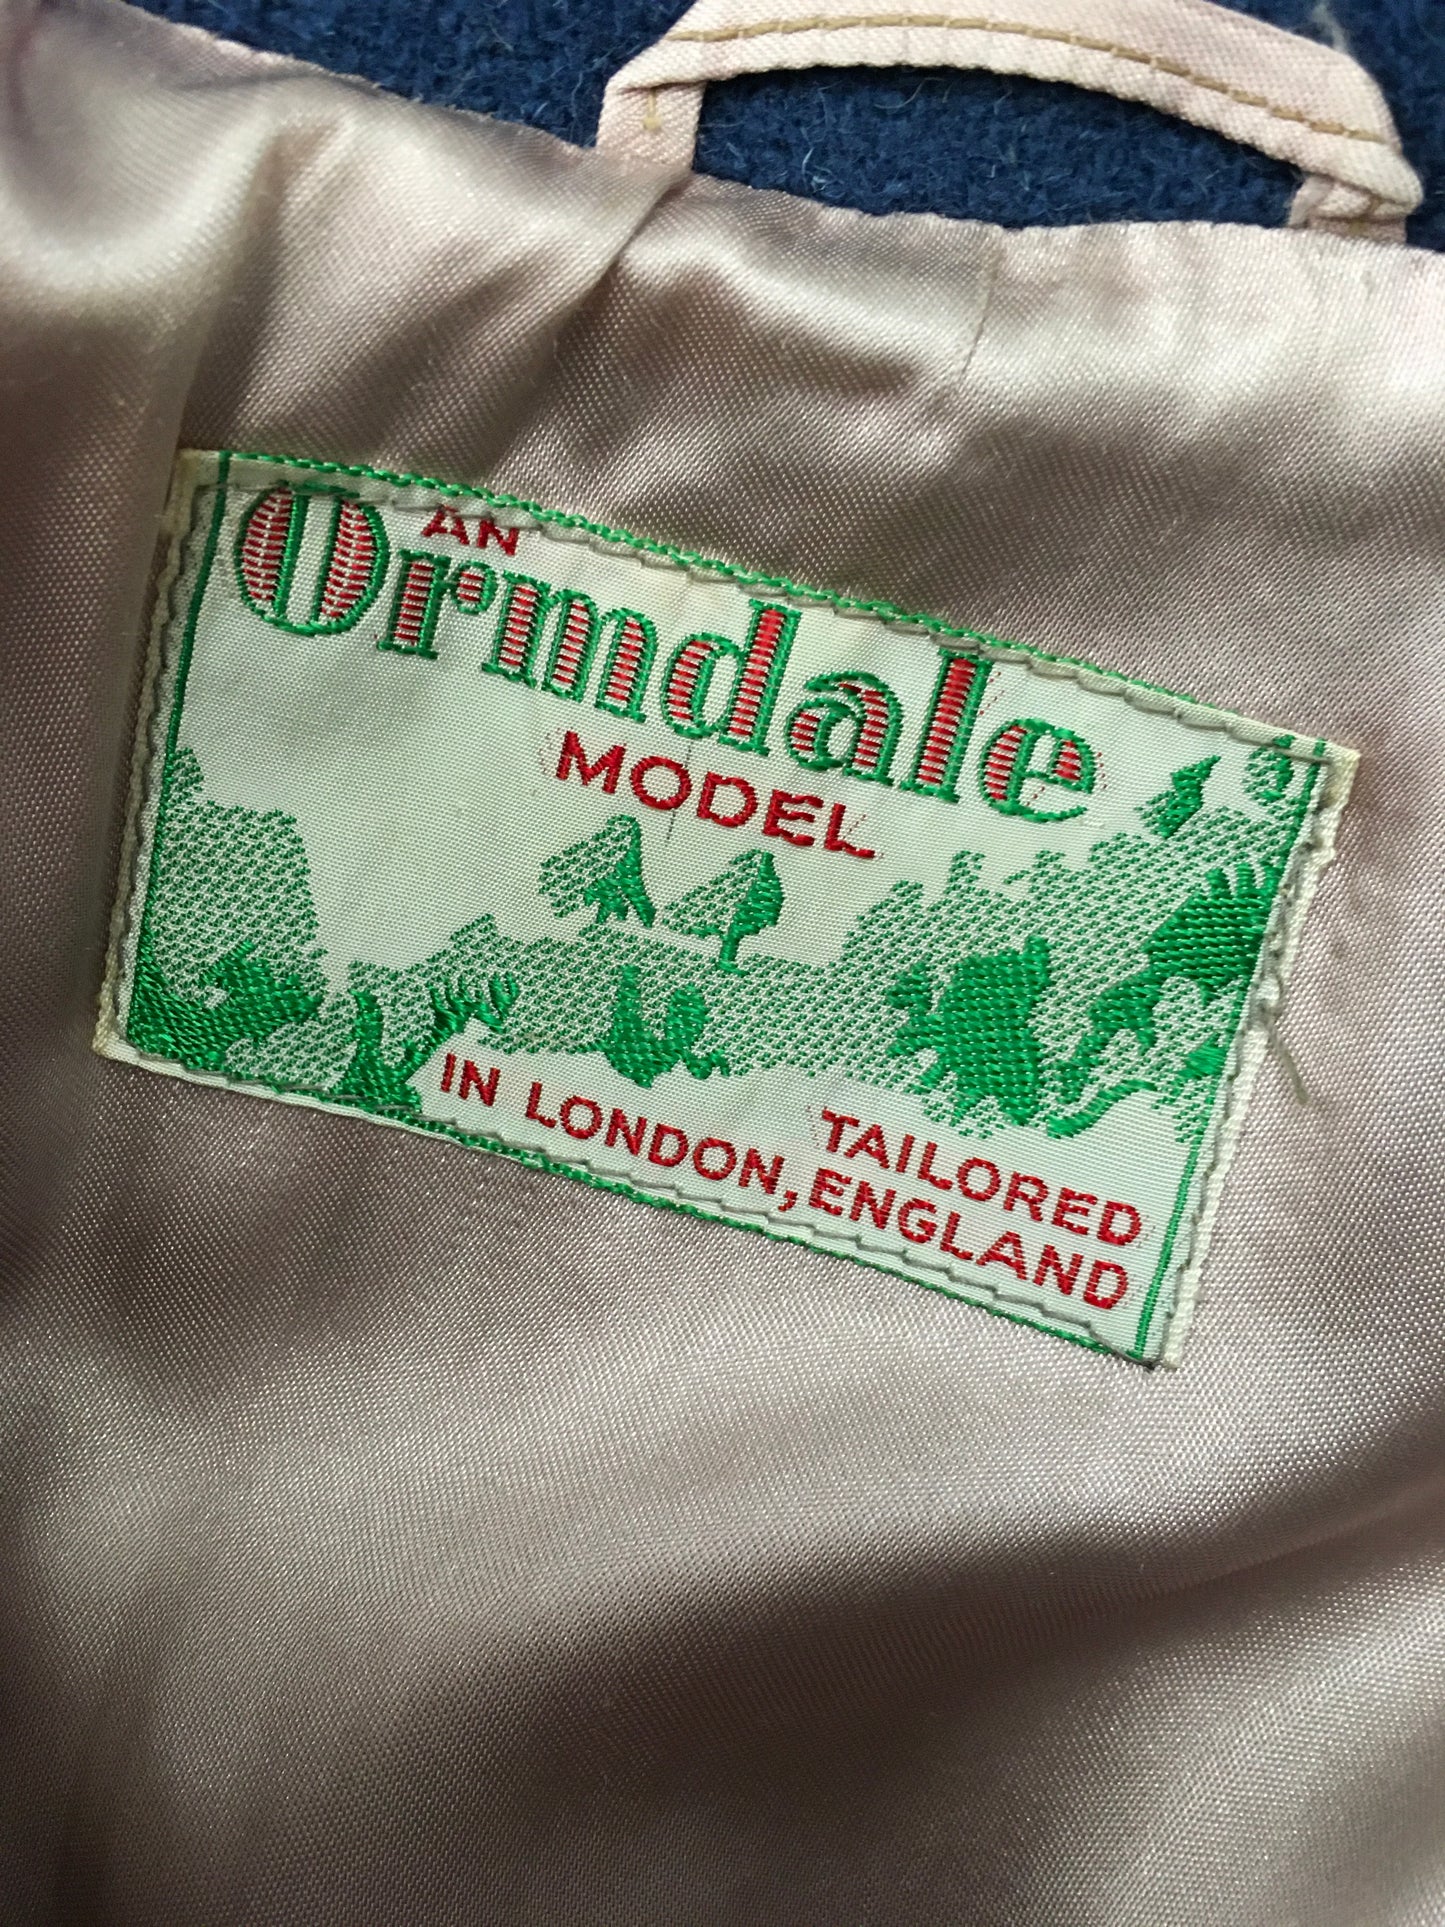 AN
Ormdale
MODEL
TAILORED
IN LONDON, ENGLAND